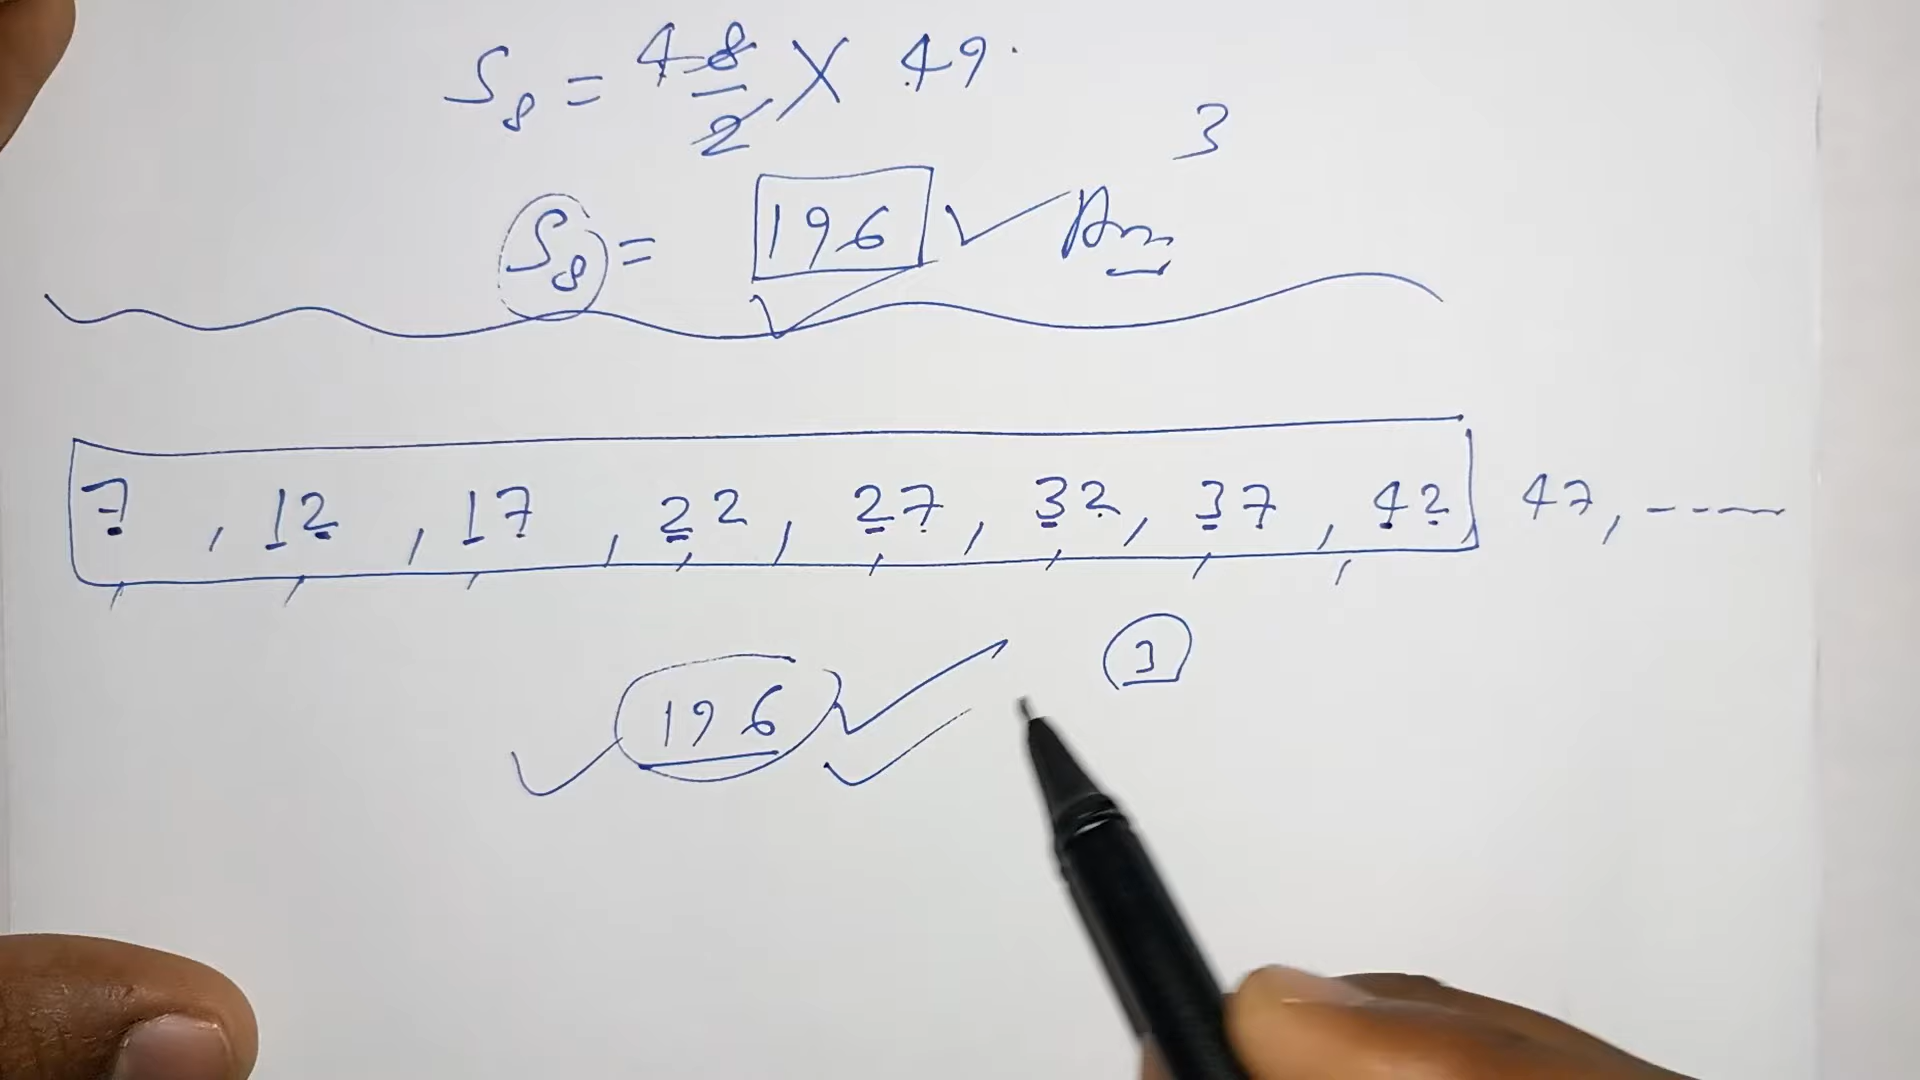 S₈ = 4 8/2 × 49
3
S₈ = 196 ✓ Ans
7, 12, 17, 22, 27, 32, 37, 42, 47, -----
3
196